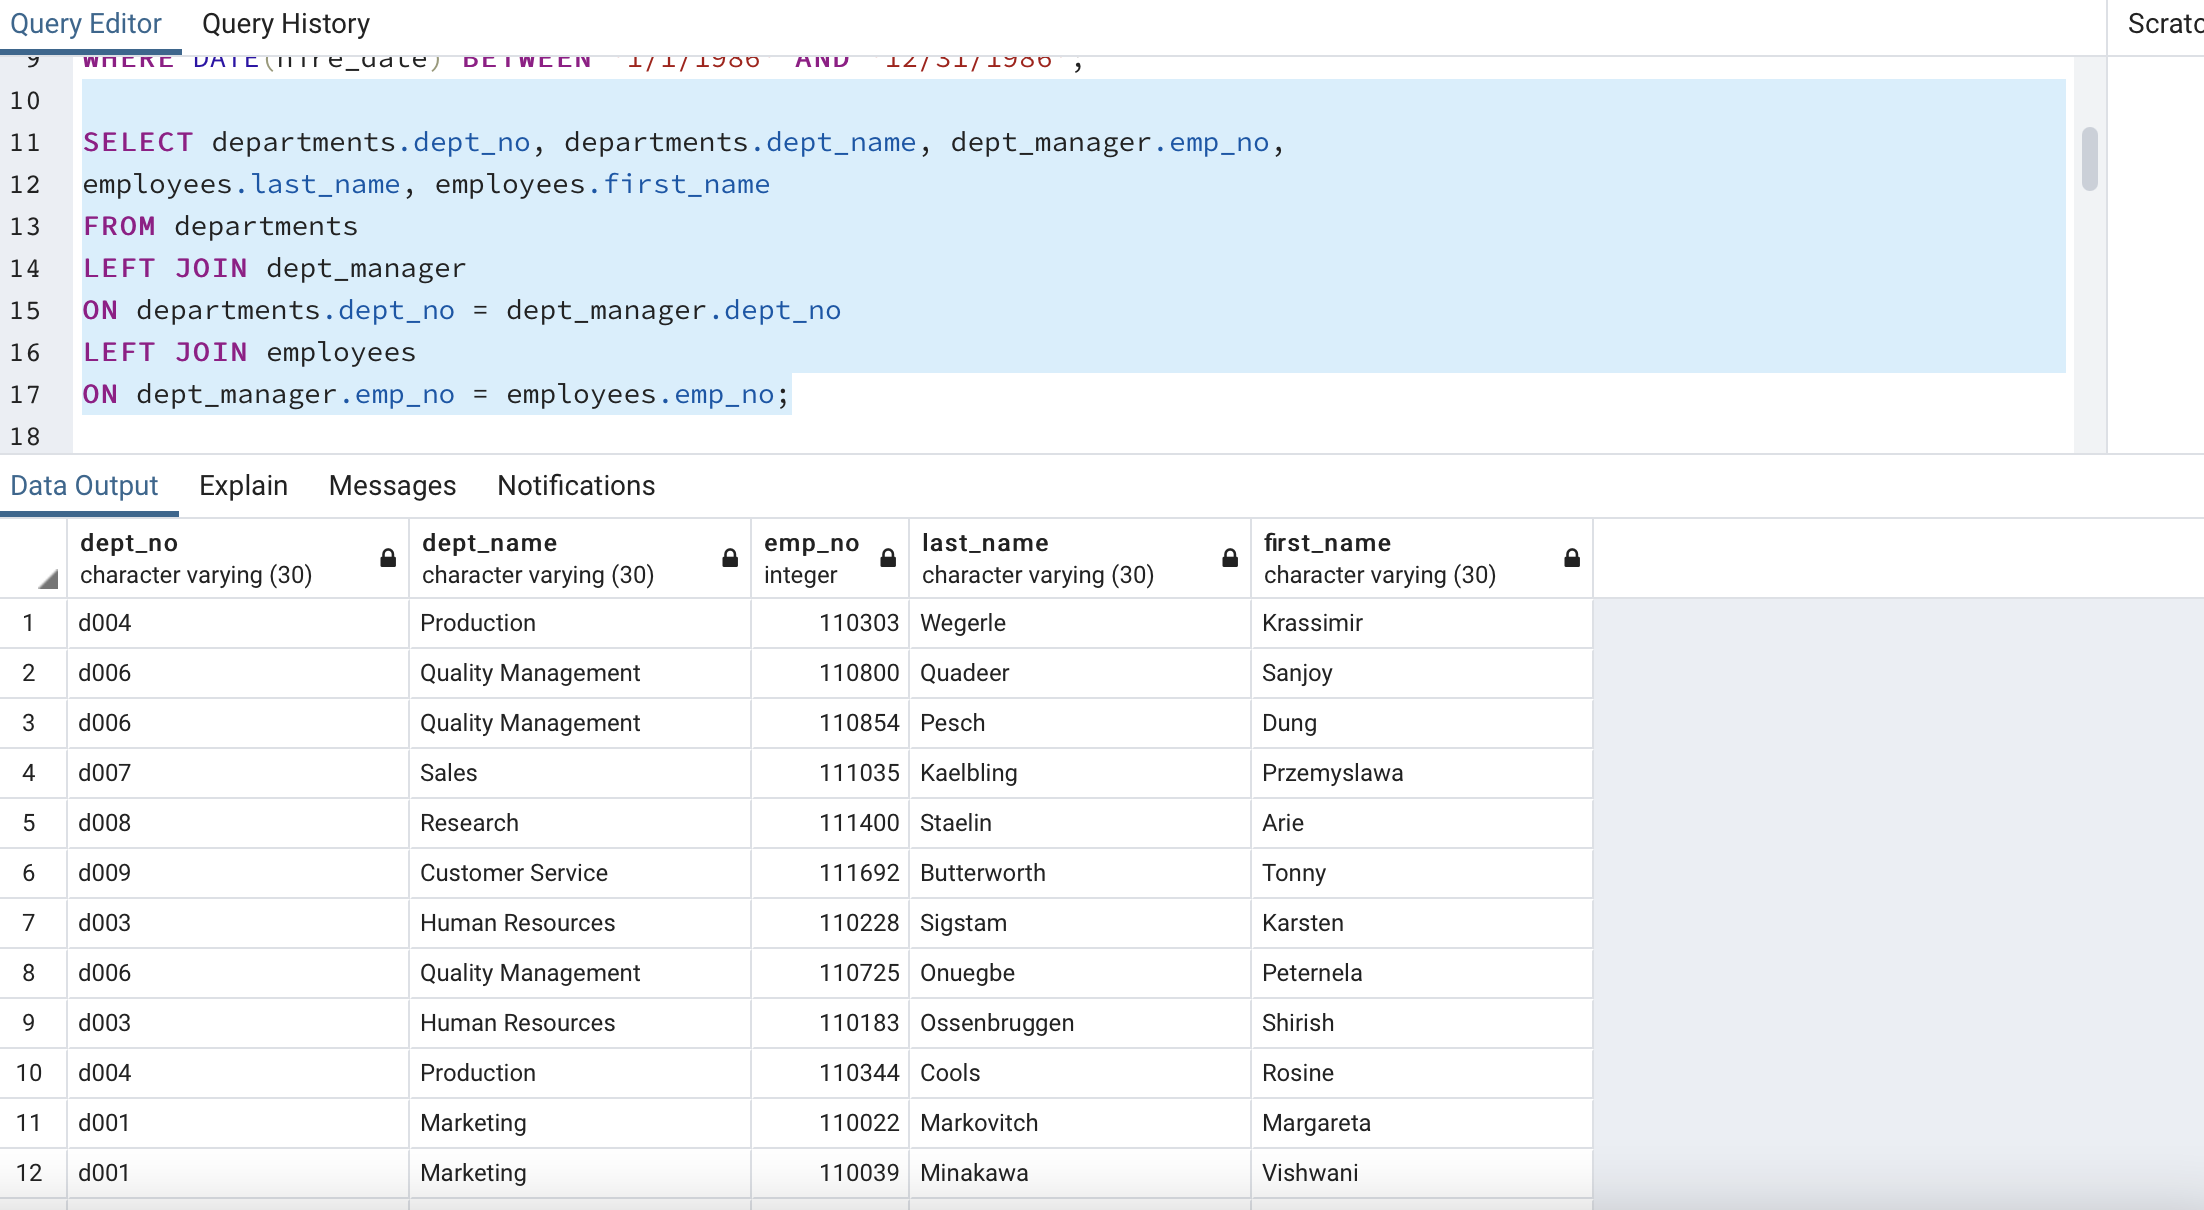 Query Editor Query History Scratc
9 WHERE DATE(hire_date) BETWEEN '1/1/1986' AND '12/31/1986';
10
11 SELECT departments.dept_no, departments.dept_name, dept_manager.emp_no,
12 employees.last_name, employees.first_name
13 FROM departments
14 LEFT JOIN dept_manager
15 ON departments.dept_no = dept_manager.dept_no
16 LEFT JOIN employees
17 ON dept_manager.emp_no = employees.emp_no;
18
Data Output Explain Messages Notifications
dept_no dept_name emp_no last_name first_name
character varying (30) character varying (30) integer character varying (30) character varying (30)
1 d004 Production 110303 Wegerle Krassimir
2 d006 Quality Management 110800 Quadeer Sanjoy
3 d006 Quality Management 110854 Pesch Dung
4 d007 Sales 111035 Kaelbling Przemyslawa
5 d008 Research 111400 Staelin Arie
6 d009 Customer Service 111692 Butterworth Tonny
7 d003 Human Resources 110228 Sigstam Karsten
8 d006 Quality Management 110725 Onuegbe Peternela
9 d003 Human Resources 110183 Ossenbruggen Shirish
10 d004 Production 110344 Cools Rosine
11 d001 Marketing 110022 Markovitch Margareta
12 d001 Marketing 110039 Minakawa Vishwani